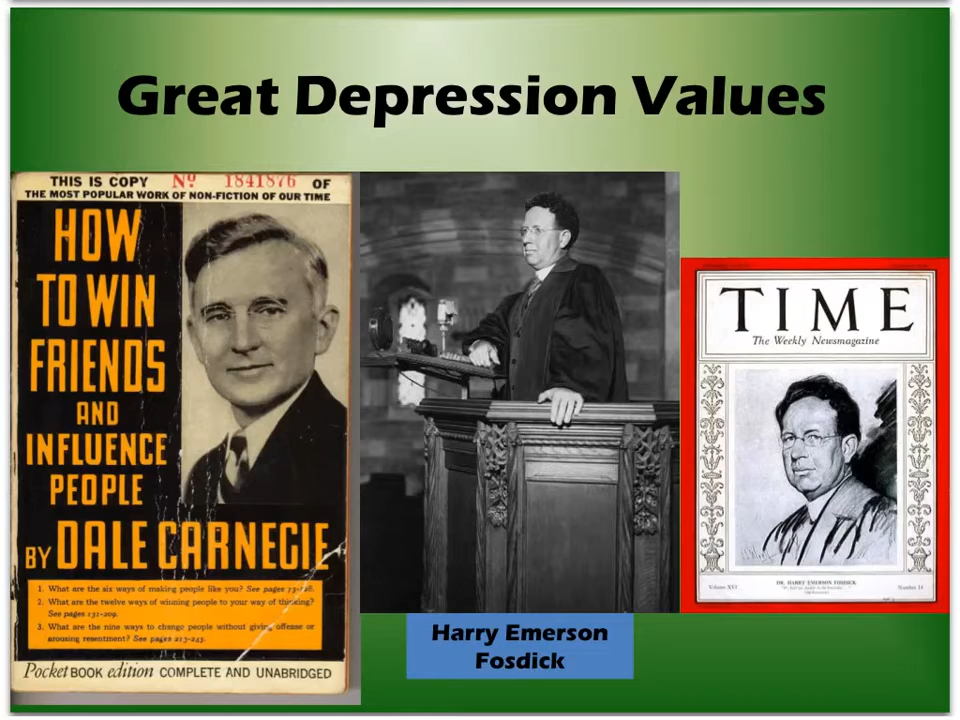 Great Depression Values
THIS IS COPY Nº 1841876 OF
THE MOST POPULAR WORK OF NON-FICTION OF OUR TIME
HOW
TO WIN
FRIENDS
AND
INFLUENCE
PEOPLE
BY DALE CARNEGIE
1. What are the six ways of making people like you? See pages 73-
2. What are the twelve ways of winning people to your way of thinking?
See pages 131-209.
3. What are the nine ways to change people without giving offense or
arousing resentment? See pages 213-243.
Pocket BOOK edition COMPLETE AND UNABRIDGED
TIME
The Weekly Newsmagazine
Volume XVI
DR. HARRY EMERSON FOSDICK
Number 14
Harry Emerson
Fosdick